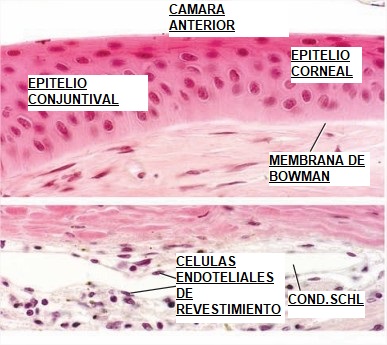 CAMARA
ANTERIOR
EPITELIO
CORNEAL
EPITELIO
CONJUNTIVAL
MEMBRANA DE
BOWMAN
CELULAS
ENDOTELIALES
DE
REVESTIMIENTO
COND.SCHL